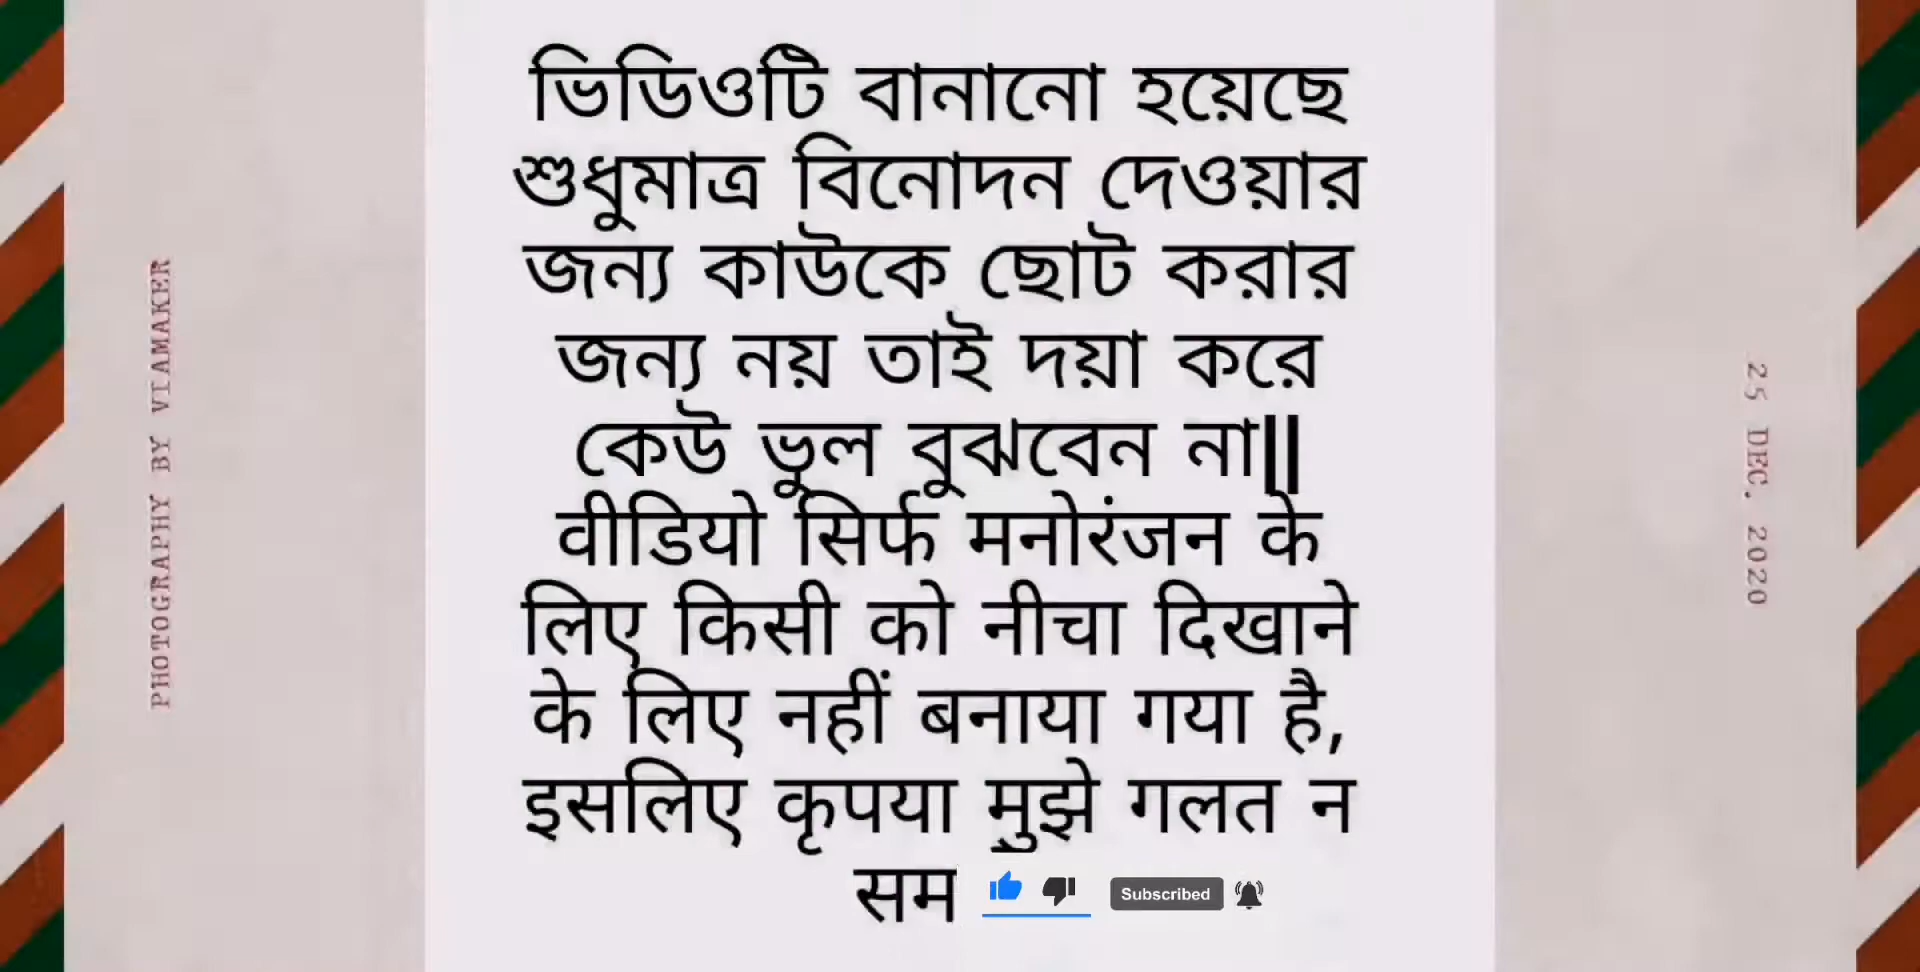 ভিডিওটি বানানো হয়েছে
শুধুমাত্র বিনোদন দেওয়ার
জন্য কাউকে ছোট করার
জন্য নয় তাই দয়া করে
কেউ ভুল বুঝবেন না||
वीडियो सिर्फ मनोरंजन के
लिए किसी को नीचा दिखाने
के लिए नहीं बनाया गया है,
इसलिए कृपया मुझे गलत न
सम
Subscribed
PHOTOGRAPHY BY VIAMAKER
25 DEC. 2020